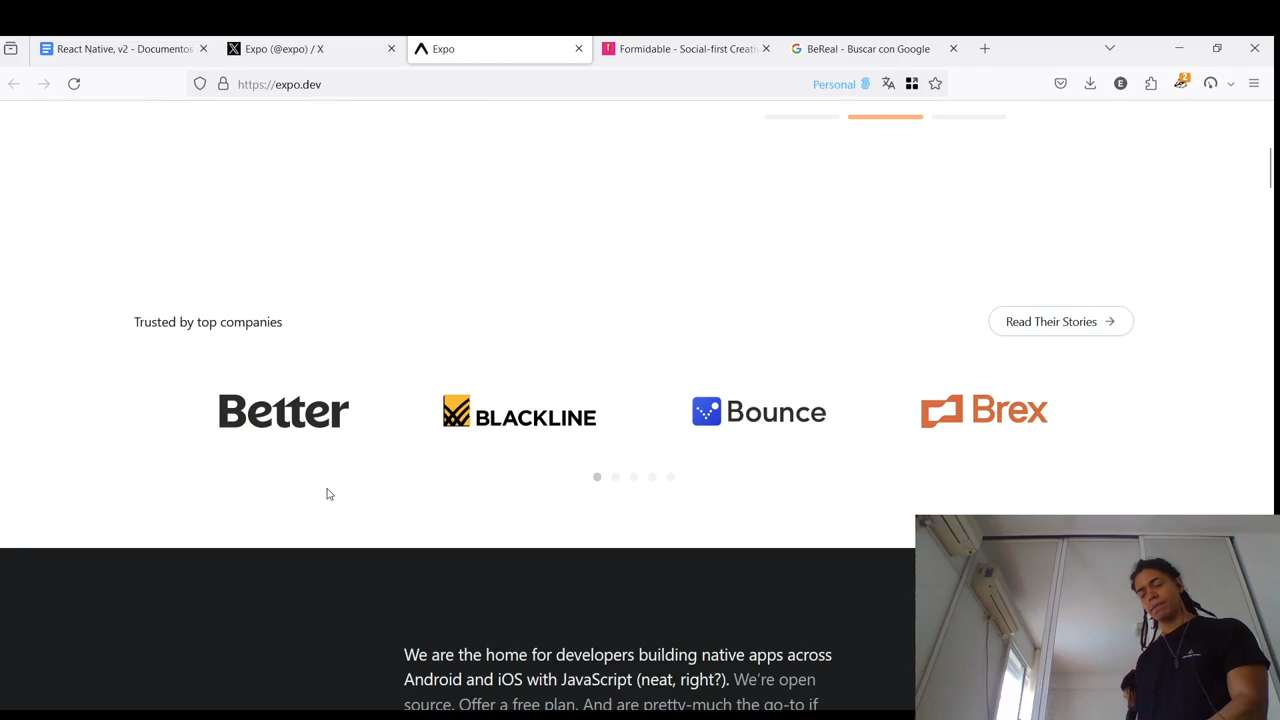 React Native, v2 - Documentos
Expo (@expo) / X
Expo
Formidable - Social-first Creati
BeReal - Buscar con Google
https://expo.dev
Personal
E
2
Trusted by top companies
Read Their Stories
Better
BLACKLINE
Bounce
Brex
We are the home for developers building native apps across
Android and iOS with JavaScript (neat, right?). We're open
source. Offer a free plan. And are pretty-much the go-to if